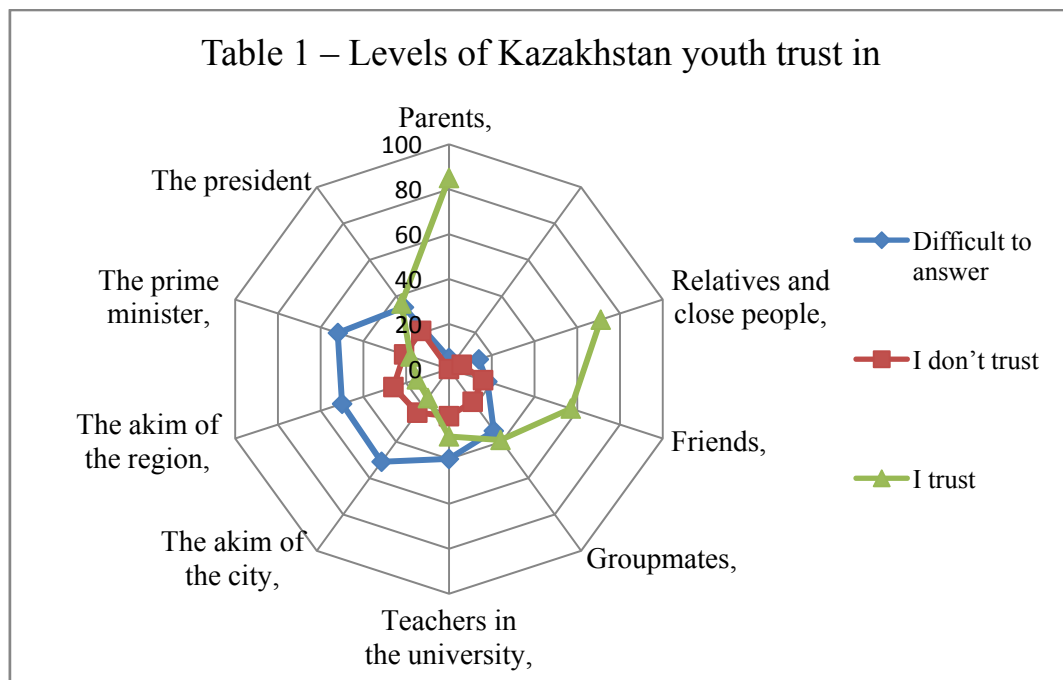 Table 1 – Levels of Kazakhstan youth trust in
Parents,
100
80
60
40
20
0
The president
The prime
minister,
The akim of
the region,
The akim of
the city,
Teachers in
the university,
Groupmates,
Friends,
Relatives and
close people,
Difficult to
answer
I don’t trust
I trust